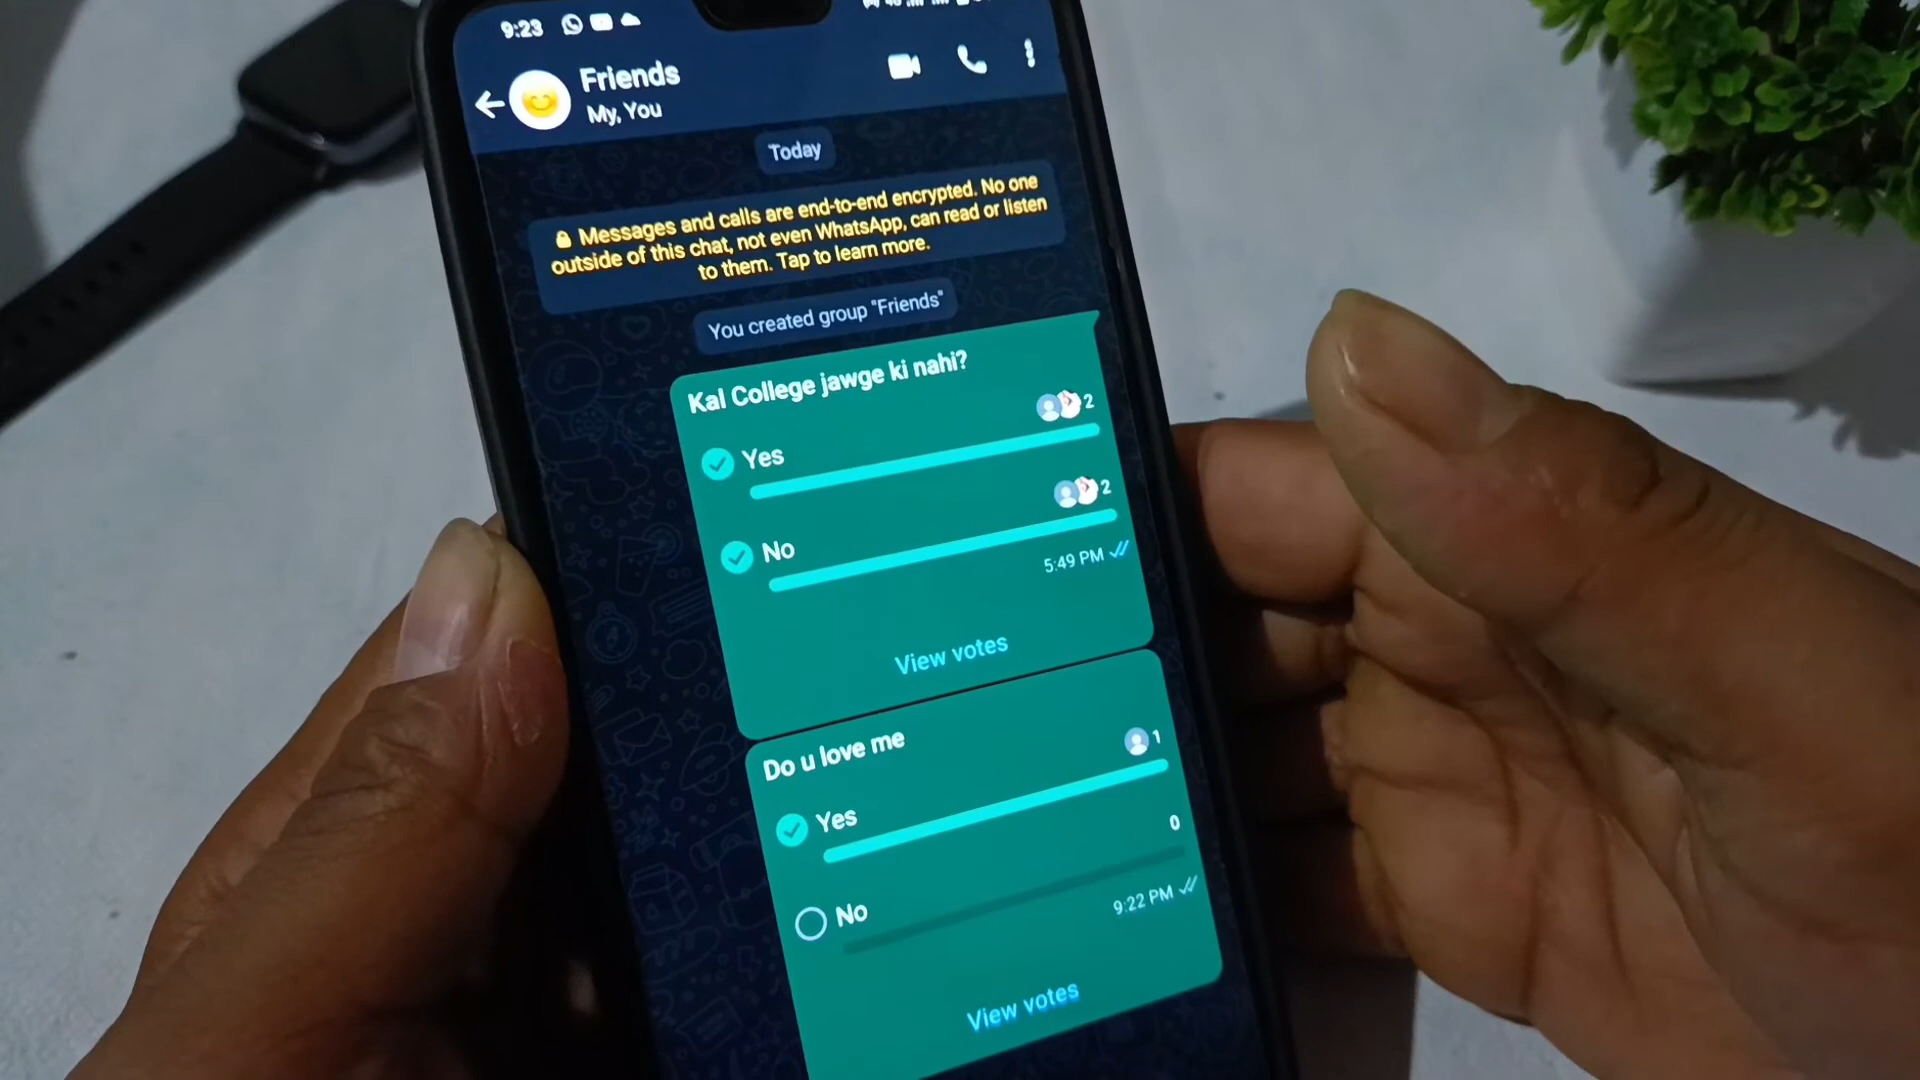 9:23
Friends
My, You
Today
Messages and calls are end-to-end encrypted. No one
outside of this chat, not even WhatsApp, can read or listen
to them. Tap to learn more.
You created group "Friends"
Kal College jawge ki nahi?
2
Yes
2
No
5:49 PM
View votes
Do u love me
1
Yes
0
No
9:22 PM
View votes